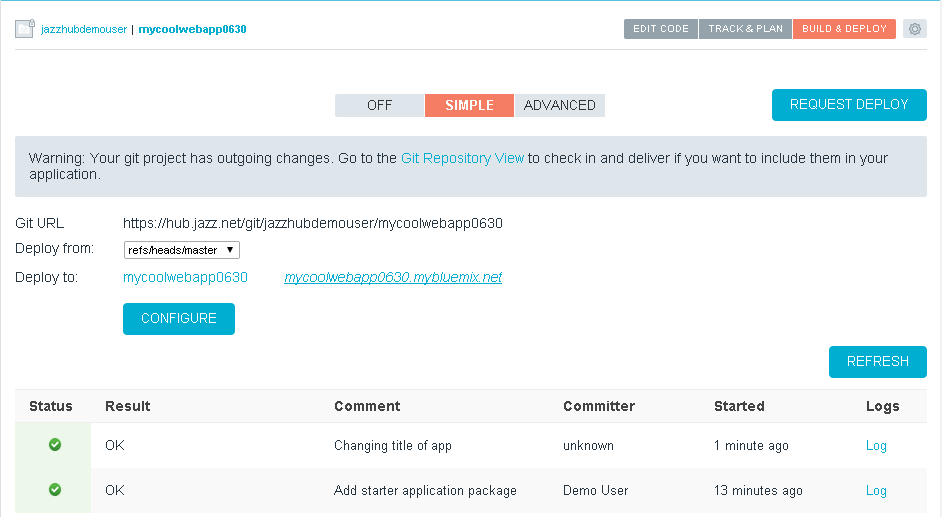 jazzhubdemouser | mycoolwebapp0630
EDIT CODE TRACK & PLAN BUILD & DEPLOY
OFF SIMPLE ADVANCED
REQUEST DEPLOY
Warning: Your git project has outgoing changes. Go to the Git Repository View to check in and deliver if you want to include them in your
application.
Git URL https://hub.jazz.net/git/jazzhubdemouser/mycoolwebapp0630
Deploy from: refs/heads/master
Deploy to: mycoolwebapp0630 mycoolwebapp0630.mybluemix.net
CONFIGURE
REFRESH
Status Result Comment Committer Started Logs
OK Changing title of app unknown 1 minute ago Log
OK Add starter application package Demo User 13 minutes ago Log